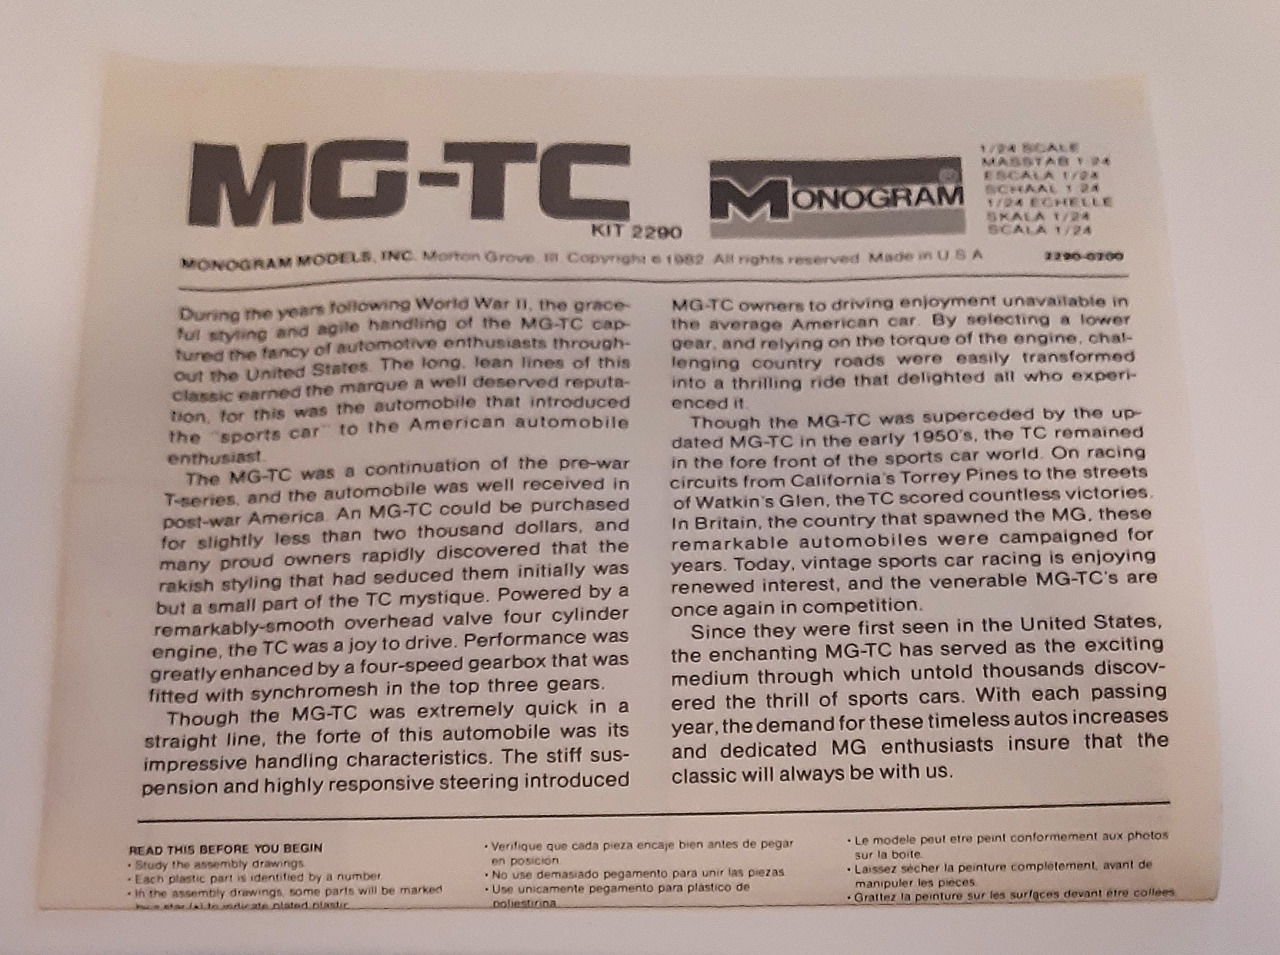 MG-TC
KIT 2290
MONOGRAM
®
1/24 SCALE
MASSTAB 1:24
ESCALA 1/24
SCHAAL 1:24
1/24 ECHELLE
SKALA 1/24
SCALA 1/24
MONOGRAM MODELS, INC. Morton Grove, Ill. Copyright © 1982. All rights reserved. Made in U.S.A. 2290-0200
During the years following World War II, the grace-
ful styling and agile handling of the MG-TC cap-
tured the fancy of automotive enthusiasts through-
out the United States. The long, lean lines of this
classic earned the marque a well deserved reputa-
tion, for this was the automobile that introduced
the "sports car" to the American automobile
enthusiast.
The MG-TC was a continuation of the pre-war
T-series, and the automobile was well received in
post-war America. An MG-TC could be purchased
for slightly less than two thousand dollars, and
many proud owners rapidly discovered that the
rakish styling that had seduced them initially was
but a small part of the TC mystique. Powered by a
remarkably-smooth overhead valve four cylinder
engine, the TC was a joy to drive. Performance was
greatly enhanced by a four-speed gearbox that was
fitted with synchromesh in the top three gears.
Though the MG-TC was extremely quick in a
straight line, the forte of this automobile was its
impressive handling characteristics. The stiff sus-
pension and highly responsive steering introduced
MG-TC owners to driving enjoyment unavailable in
the average American car. By selecting a lower
gear, and relying on the torque of the engine, chal-
lenging country roads were easily transformed
into a thrilling ride that delighted all who experi-
enced it.
Though the MG-TC was superceded by the up-
dated MG-TC in the early 1950's, the TC remained
in the fore front of the sports car world. On racing
circuits from California's Torrey Pines to the streets
of Watkin's Glen, the TC scored countless victories.
In Britain, the country that spawned the MG, these
remarkable automobiles were campaigned for
years. Today, vintage sports car racing is enjoying
renewed interest, and the venerable MG-TC's are
once again in competition.
Since they were first seen in the United States,
the enchanting MG-TC has served as the exciting
medium through which untold thousands discov-
ered the thrill of sports cars. With each passing
year, the demand for these timeless autos increases
and dedicated MG enthusiasts insure that the
classic will always be with us.
READ THIS BEFORE YOU BEGIN
• Study the assembly drawings.
• Each plastic part is identified by a number.
• In the assembly drawings, some parts will be marked
by a star (★) to indicate plated plastic.
• Verifique que cada pieza encaje bien antes de pegar
en posición.
• No use demasiado pegamento para unir las piezas.
• Use unicamente pegamento para plástico de
poliestirina.
• Le modele peut etre peint conformement aux photos
sur la boite.
• Laissez sécher la peinture complètement, avant de
manipuler les pièces.
• Grattez la peinture sur les surfaces devant être collées.